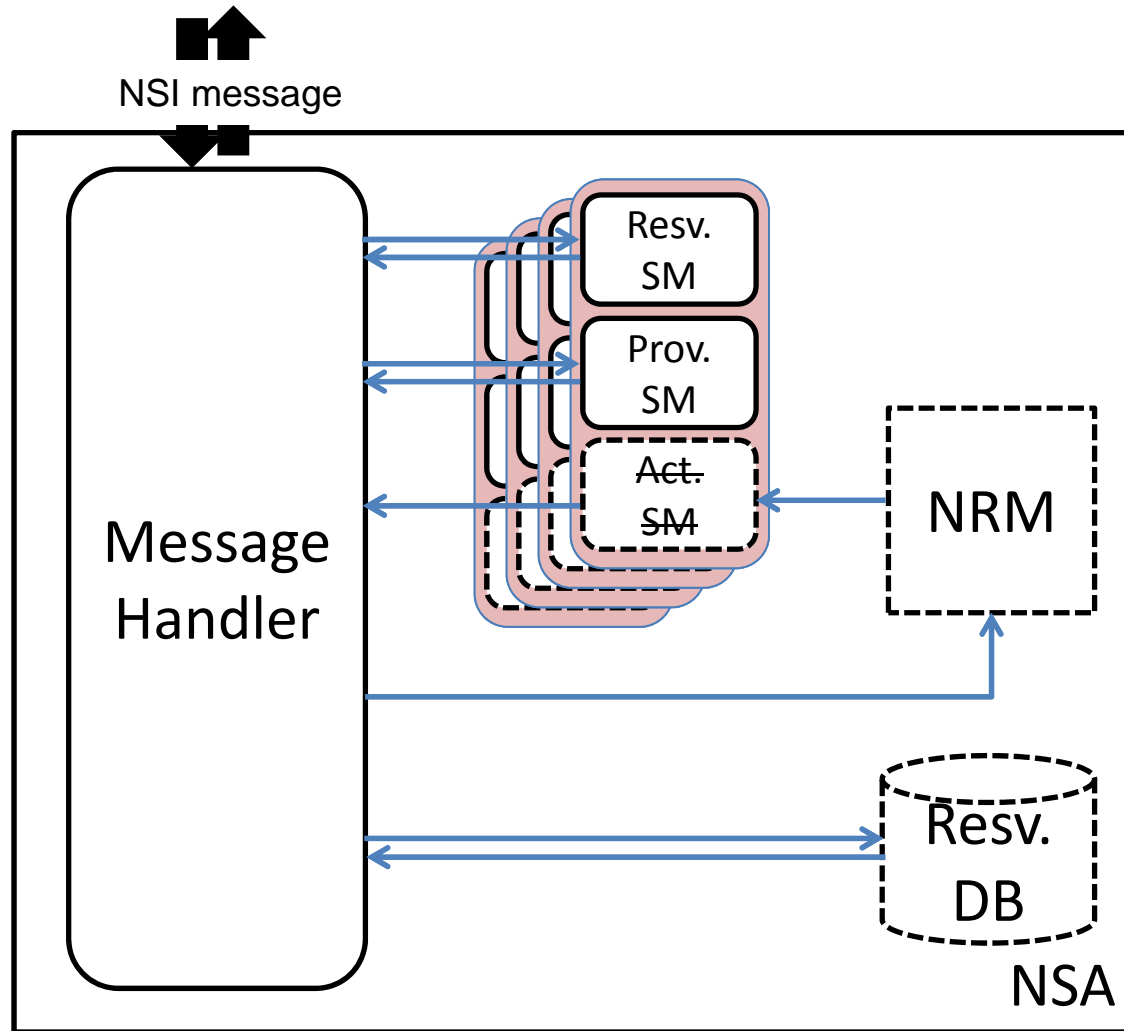 NSI message
Resv.
SM
Prov.
SM
Act.
SM
NRM
Message
Handler
Resv.
DB
NSA